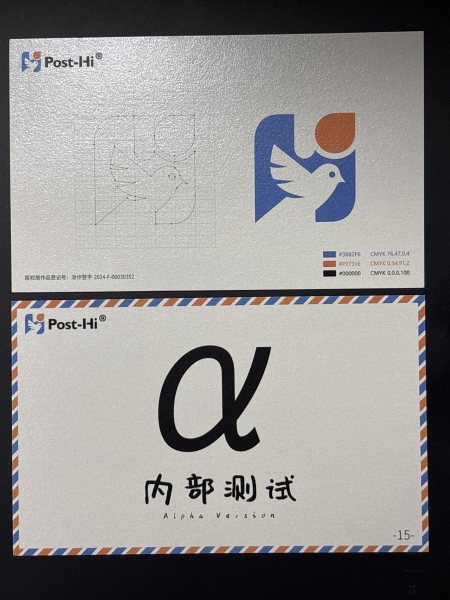 Post-Hi®
#3882F6 CMYK 76,47,0,4
#F97316 CMYK 0,54,91,2
#000000 CMYK 0,0,0,100
版权局作品登记号：浙作登字-2024-F-00030352
Post-Hi®
α
内部测试
Alpha Version
-15-